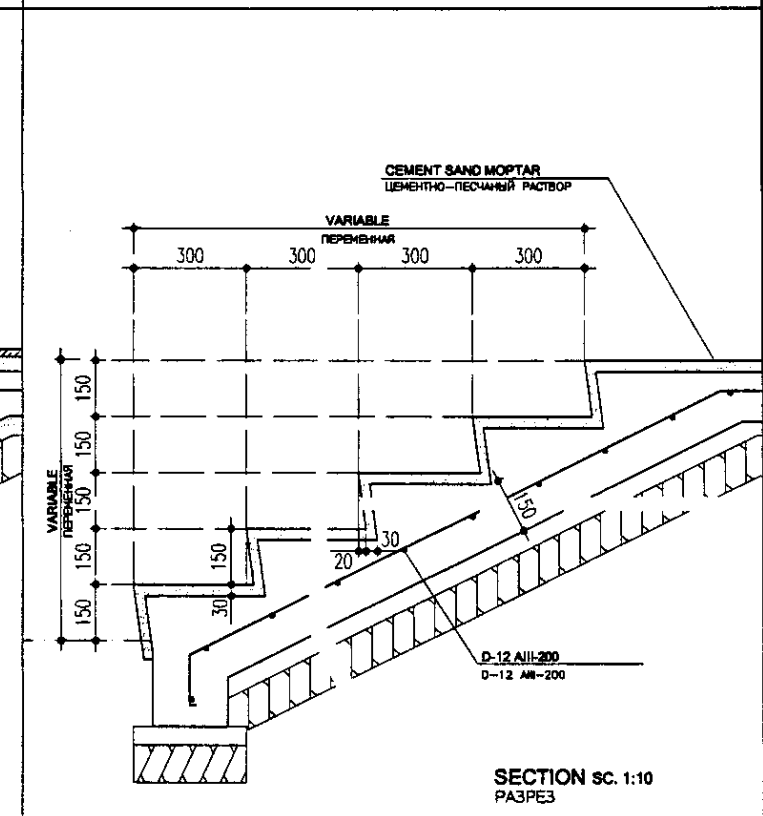 CEMENT SAND MOPTAR
ЦЕМЕНТНО-ПЕСЧАНЫЙ РАСТВОР
VARIABLE
ПЕРЕМЕННАЯ
300 300 300 300
150
150
150
150
150
VARIABLE
ПЕРЕМЕННАЯ
150
150
30
20
30
D-12 AIII-200
D-12 AIII-200
SECTION SC. 1:10
РАЗРЕЗ